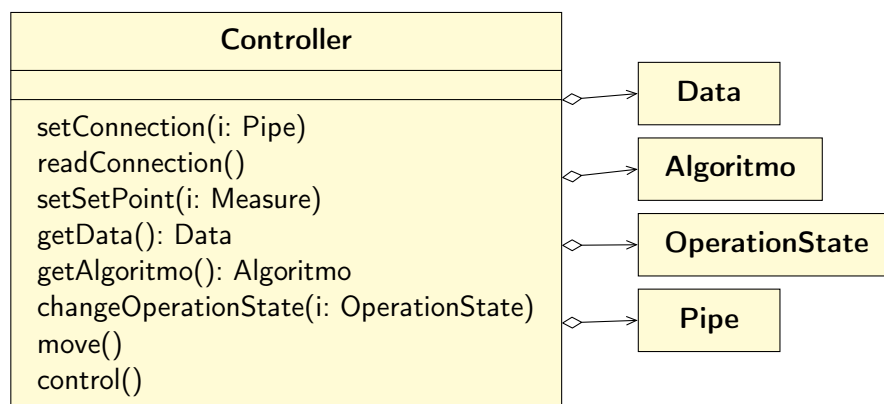 Controller
setConnection(i: Pipe)
readConnection()
setSetPoint(i: Measure)
getData(): Data
getAlgoritmo(): Algoritmo
changeOperationState(i: OperationState)
move()
control()
Data
Algoritmo
OperationState
Pipe